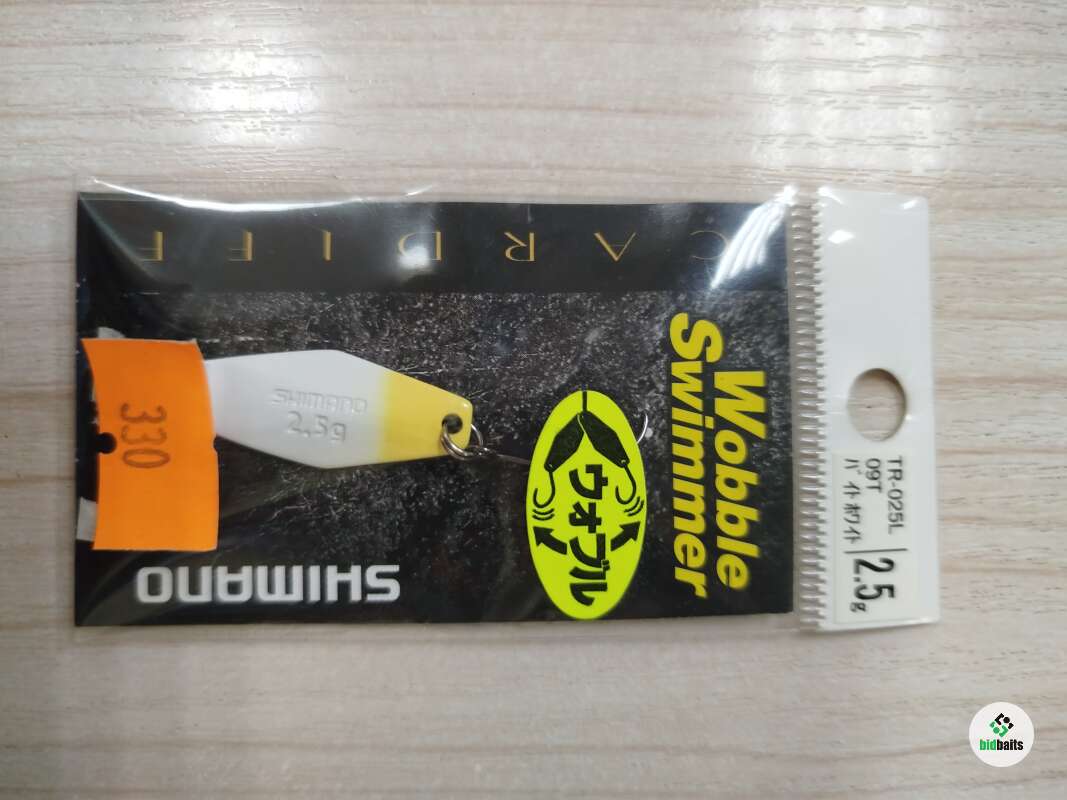 CARDIFF
Wobble
Swimmer
ウォブル
SHIMANO
2.5g
330
SHIMANO
TR-025L
09T
バイトホワイト
2.5g
bidbaits